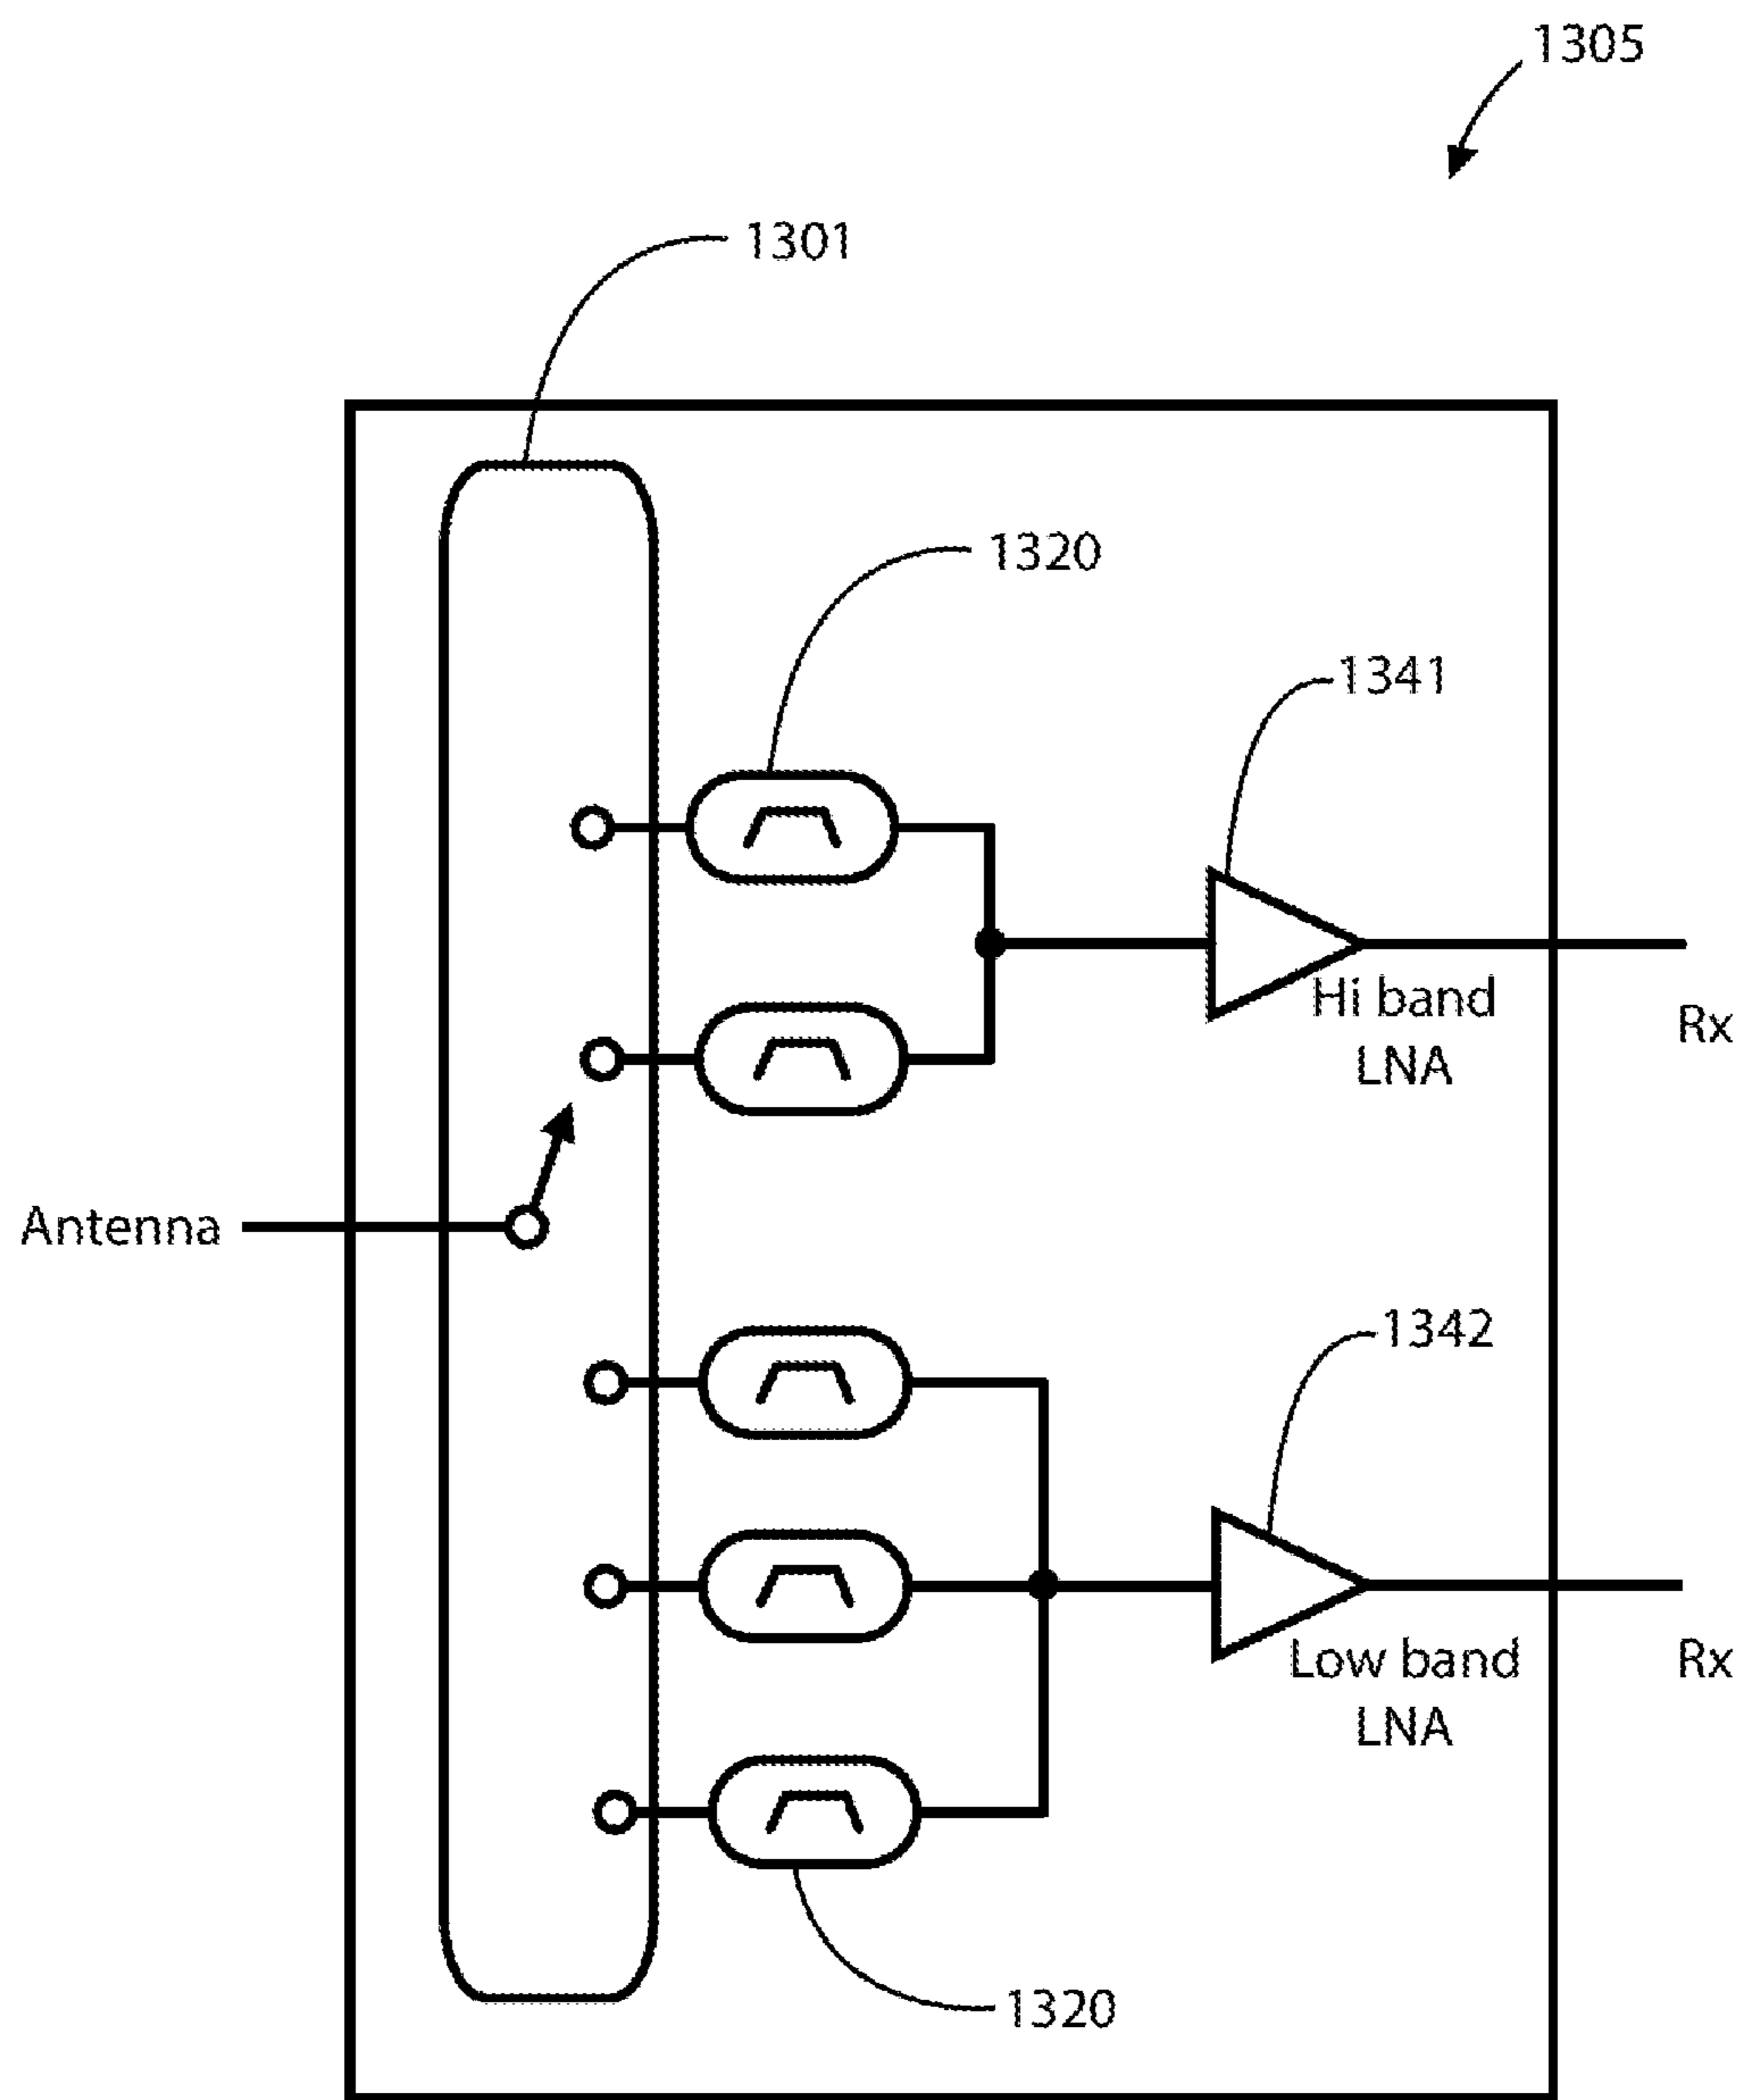 1305
1301
1320
1341
Hi band
LNA
Rx
Antenna
1342
Low band
LNA
Rx
1320